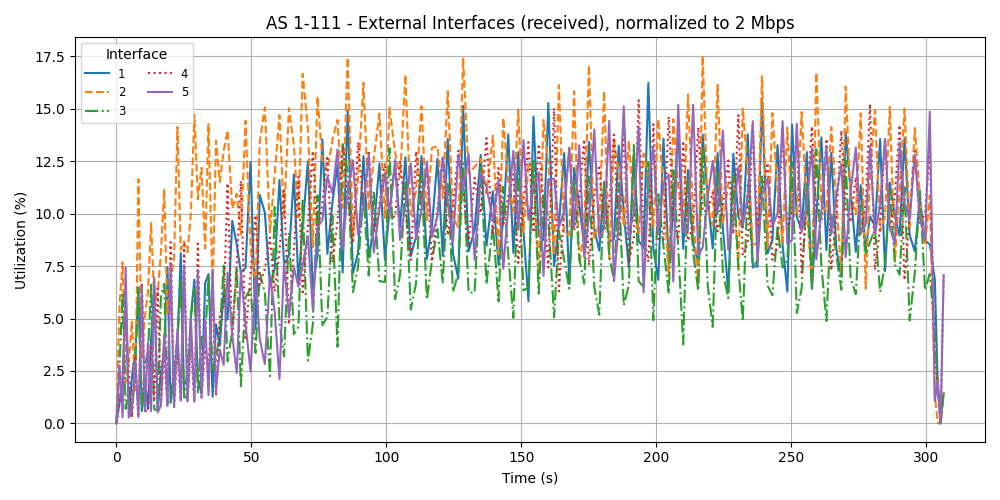 AS 1-111 - External Interfaces (received), normalized to 2 Mbps
Interface
1
2
3
4
5
Utilization (%)
17.5
15.0
12.5
10.0
7.5
5.0
2.5
0.0
0 50 100 150 200 250 300
Time (s)